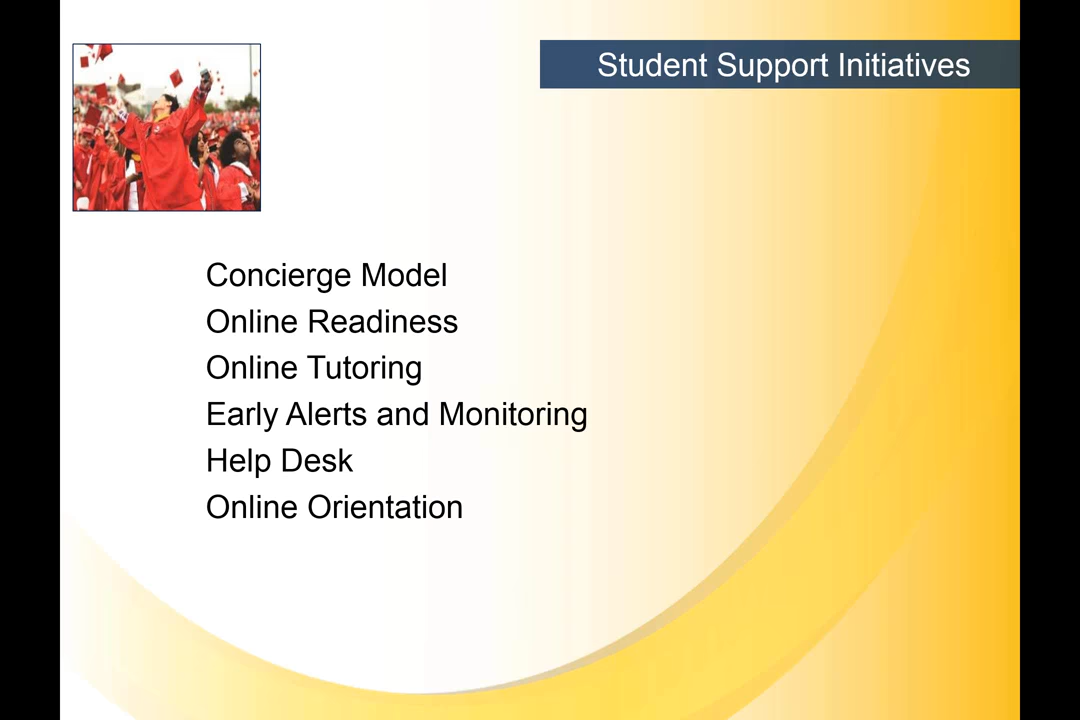 Student Support Initiatives
Concierge Model
Online Readiness
Online Tutoring
Early Alerts and Monitoring
Help Desk
Online Orientation